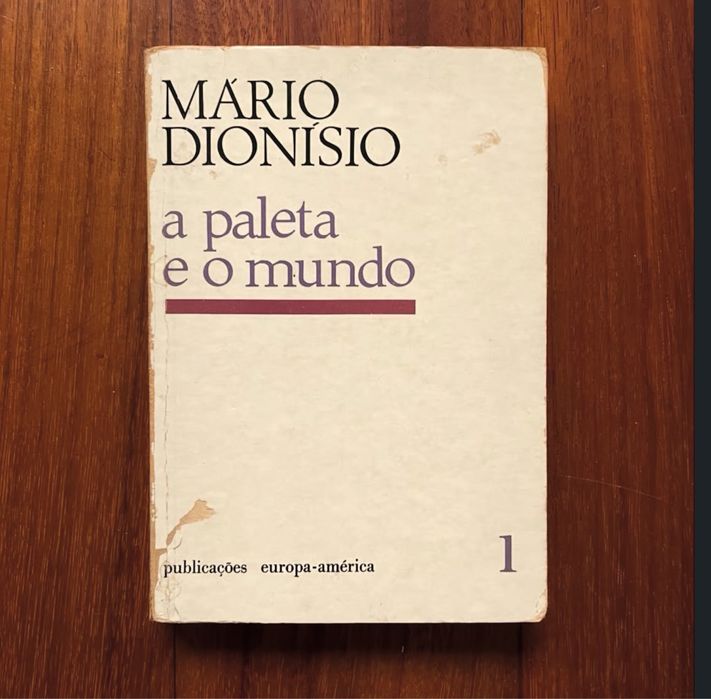 MÁRIO
DIONÍSIO
a paleta
e o mundo
publicações europa-américa
1